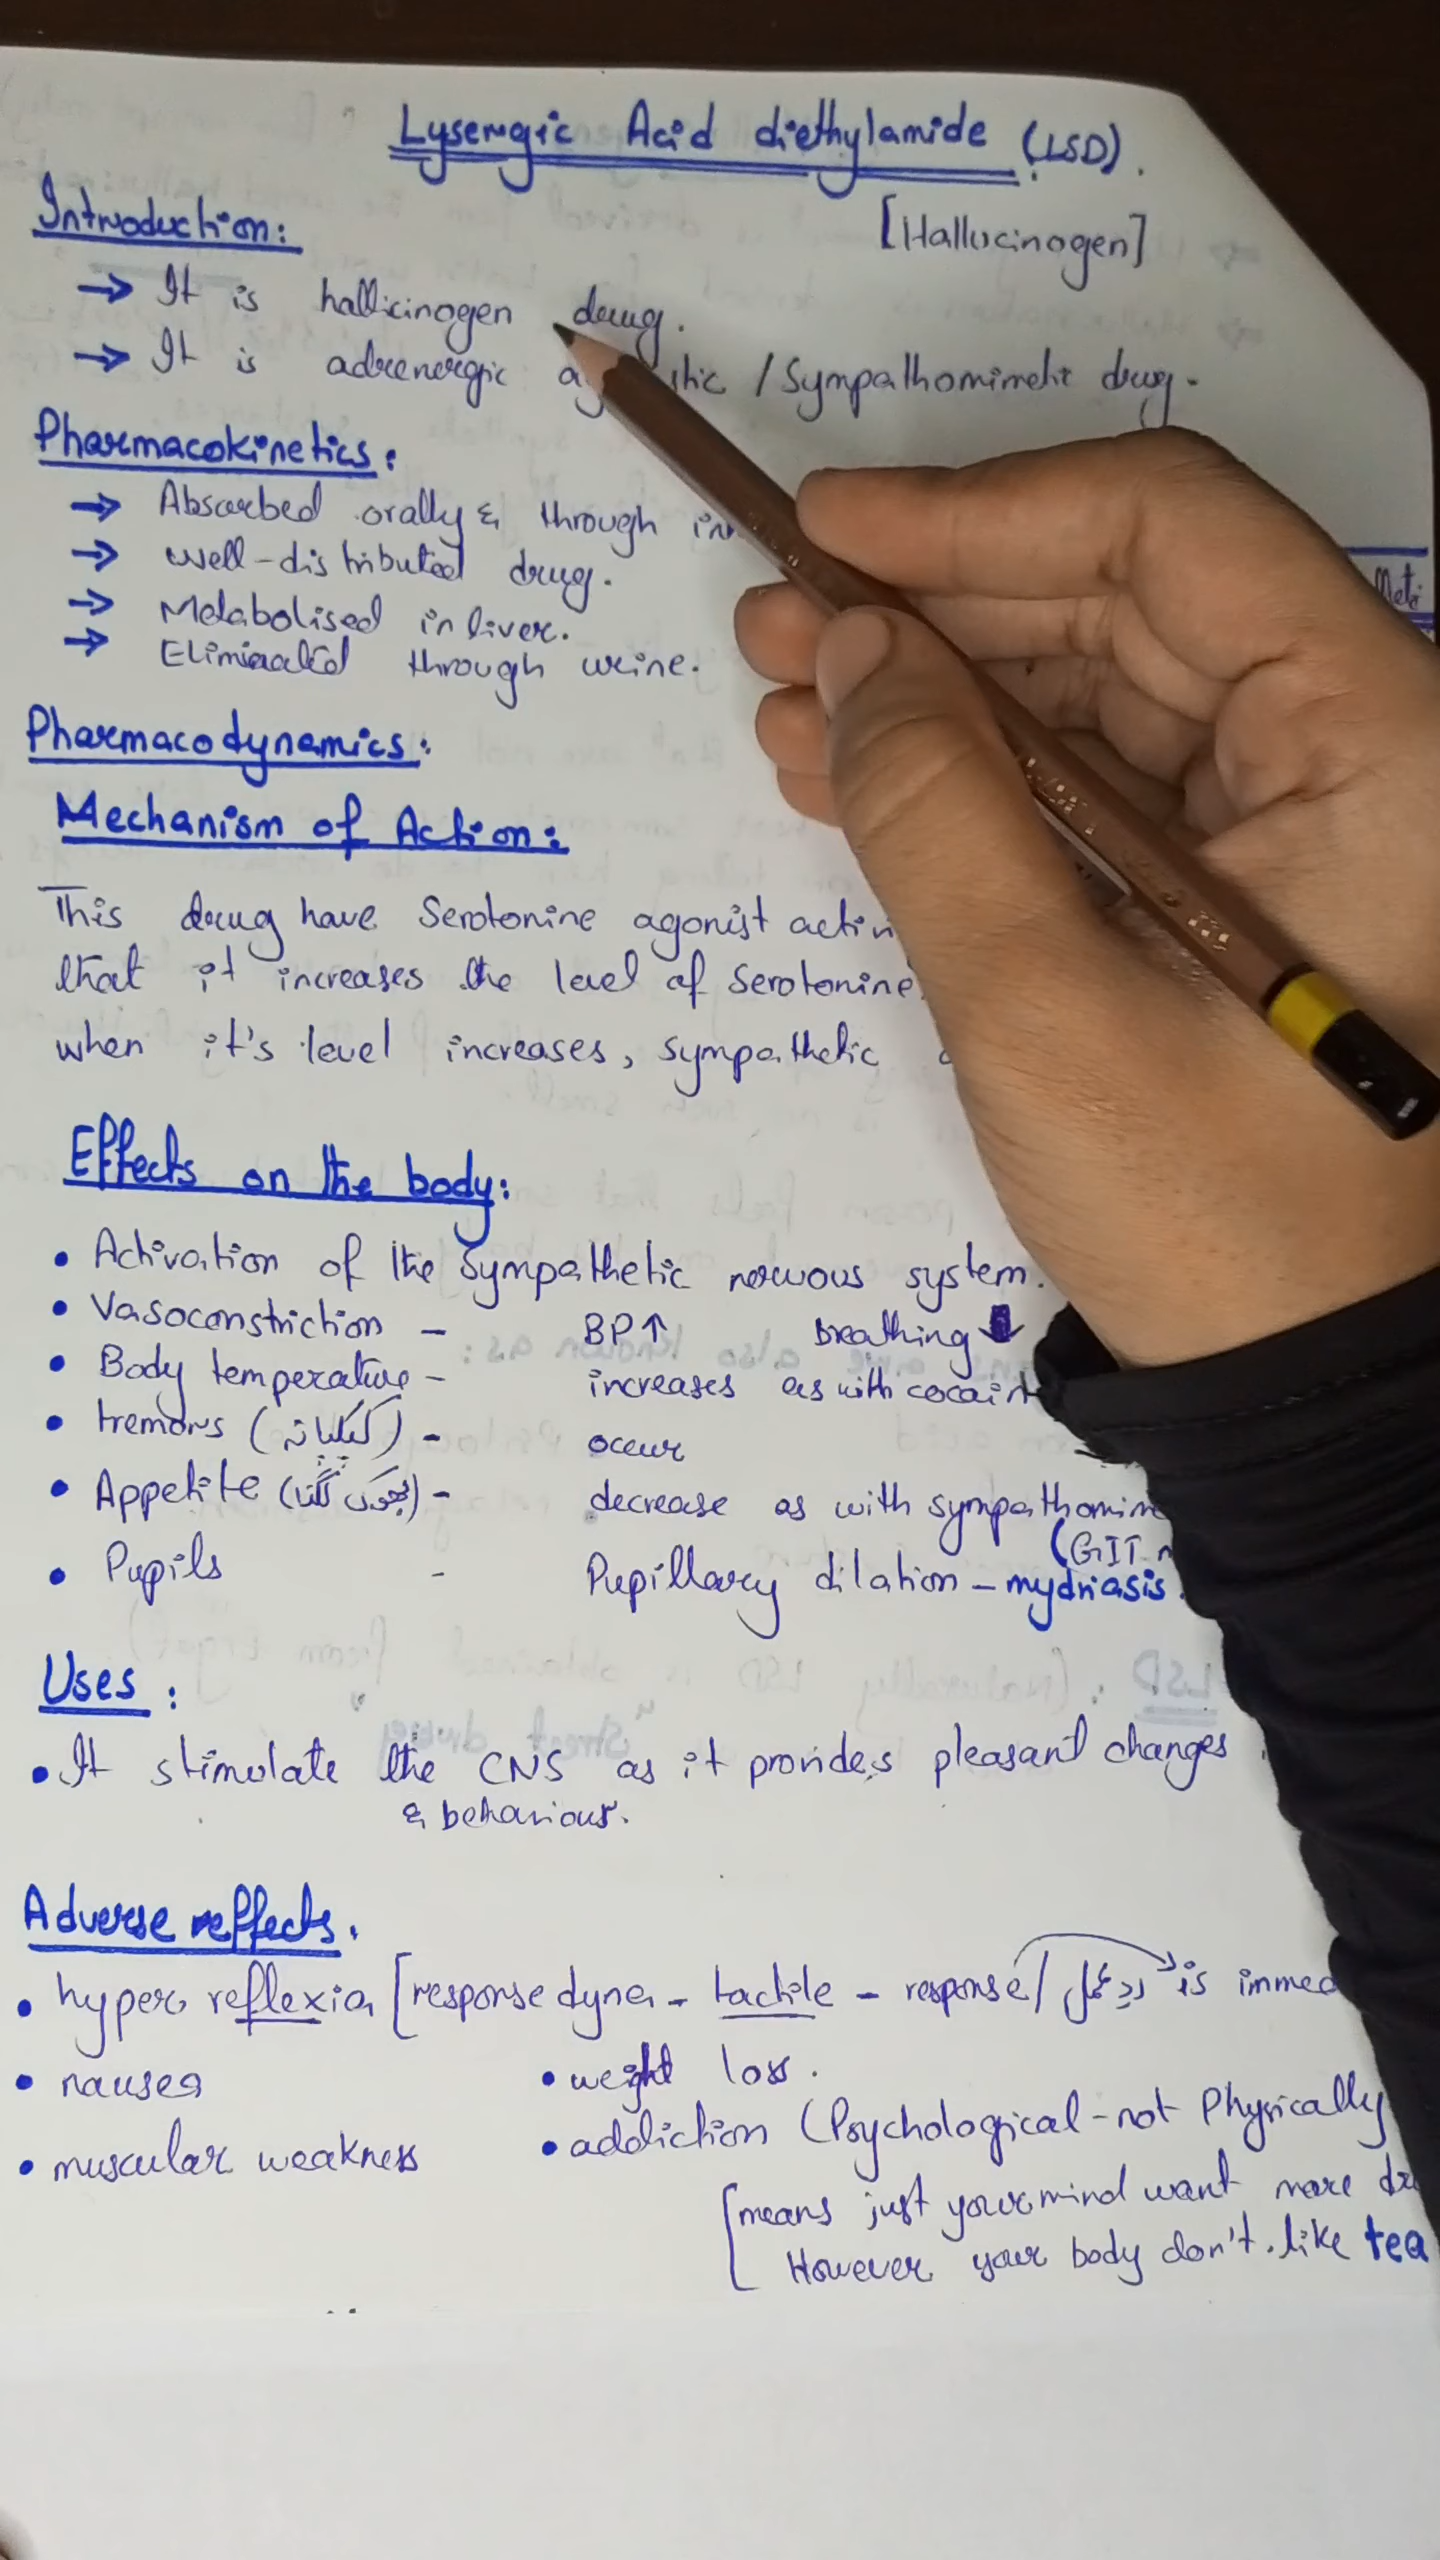 Lysergic Acid diethylamide (LSD).
[Hallucinogen]
Introduction:
→ It is hallicinogen drug.
→ It is adrenergic /Sympathomimetic drug.
Pharmacokinetics:
→ Absorbed orally & through
→ well-distributed drug.
→ Metabolised in liver.
→ Eliminated through urine.
Pharmacodynamics:
Mechanism of Action:
This drug have Serotonine agonist
that it increases the level of Serotonine
when it's level increases, sympathetic
Effects on the body:
• Activation of the Sympathetic nervous system.
• Vasoconstriction – BP↑ Breathing ↓
• Body temperature – increases as with
• tremors (کپکپانہ) – occur
• Appetite (بھوک لگنا) – decrease as with
(GIT
• Pupils - Pupillary dilation – mydriasis.
Uses:
• It stimulate the CNS as it provides pleasant changes
& behaviour.
Adverse effects.
• hyper reflexia [response – tactile – response/ ردعمل is
• nausea • weight loss.
• muscular weakness • addiction (Psychological - not Physically
[means just your mind want more
However your body don't. like tea